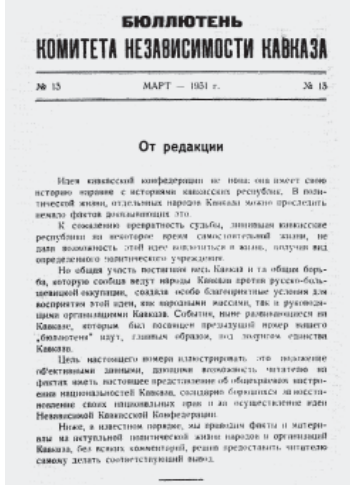 БЮЛЛЮТЕНЬ
КОМИТЕТА НЕЗАВИСИМОСТИ КАВКАЗА
№ 13 МАРТ — 1931 г. № 13
От редакции
Идея кавказской конфедерации не нова: она имеет свою
историю наравне с историями кавказских республик. В поли-
тической жизни, отдельных народов Кавказа можно проследить
немало фактов доказывающих это.
К сожалению превратность судьбы, лишившая кавказские
республики на некоторое время самостоятельной жизни, не
дали возможность этой идее воплотиться в жизнь, получив вид
определенного политического учреждения.
Но общая участь постигшая весь Кавказ и та общая борь-
ба, которую сообща ведут народы Кавказа против русско-боль-
шевицкой оккупации, создала особо благоприятные условия для
восприятия этой идеи, как народными массами, так и руководя-
щими организациями Кавказа. События, ныне развивающиеся на
Кавказе, которым был посвящен предыдущий номер нашего
„бюллютеня" идут, главным образом, под лозунгом единства
Кавказа.
Цель настоящего номера иллюстрировать это положение
объективными данными, дающими возможность читателю на
фактах иметь настоящее представление об общекраевых настрое-
ниях национальностей Кавказа, солидарно борющихся за восста-
новление своих национальных прав и за осуществление идеи
Независимой Кавказской Конфедерации.
Ниже, в известном порядке, мы приводим факты и матери-
алы из актуальной политической жизни народов и организаций
Кавказа, без всяких комментарий, решив предоставить читателю
самому делать соответствующий вывод.